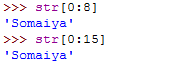 >>> str[0:8]
'Somaiya'
>>> str[0:15]
'Somaiya'